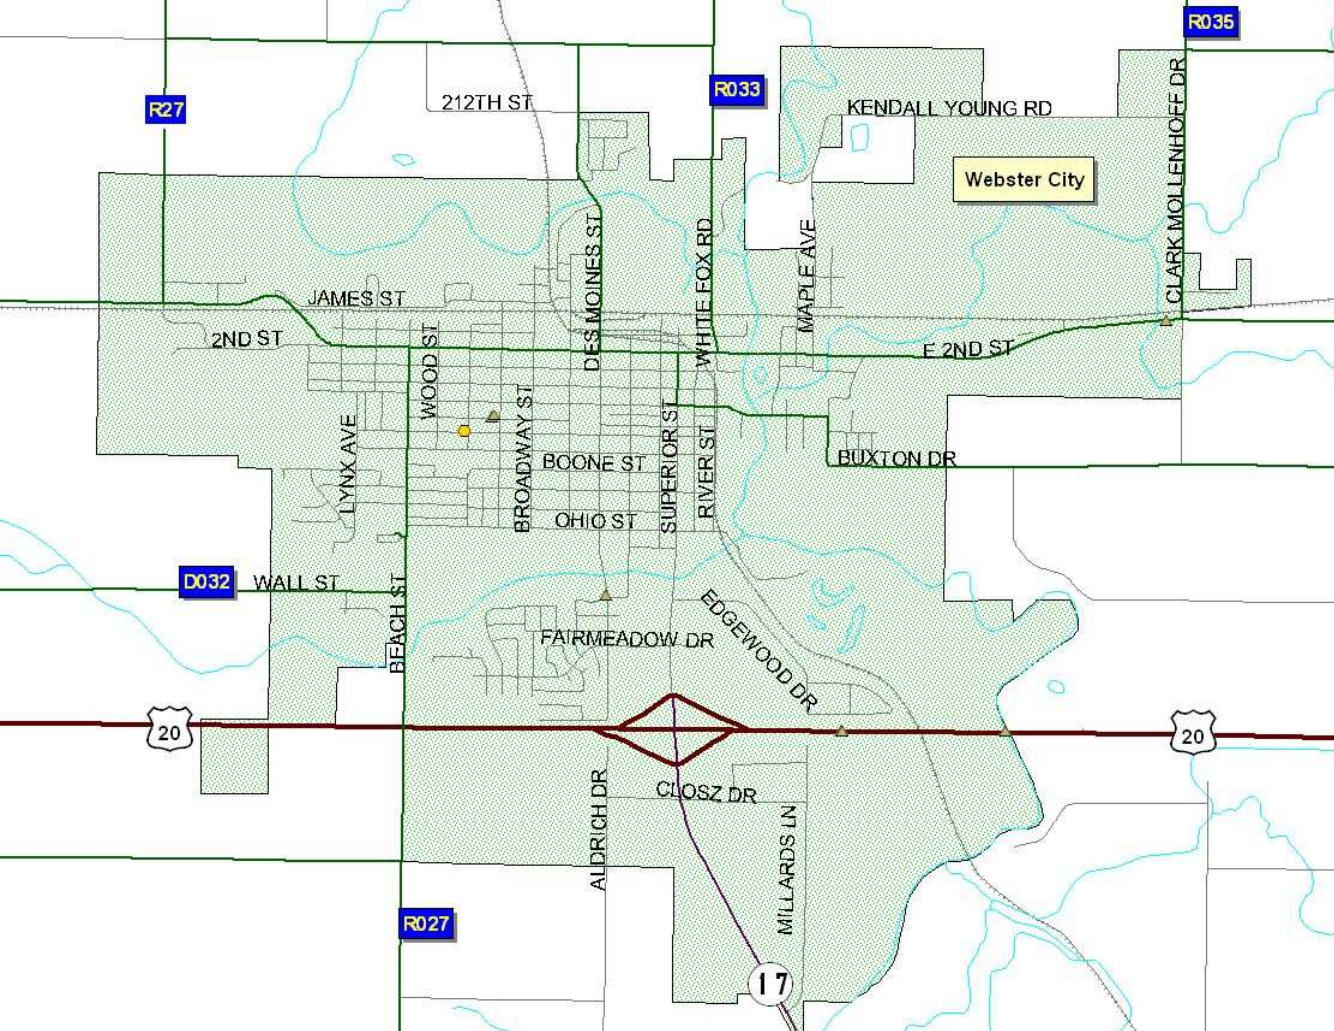 R035
R033
R27
212TH ST
KENDALL YOUNG RD
CLARK MOLLENHOFF DR
Webster City
DES MOINES ST
WHITE FOX RD
MAPLE AVE
JAMES ST
2ND ST
E 2ND ST
WOOD ST
BROADWAY ST
LYNX AVE
SUPERIOR ST
RIVER ST
BOONE ST
BUXTON DR
OHIO ST
D032
WALL ST
BEACH ST
EDGEWOOD DR
FAIRMEADOW DR
20
20
CLOSZ DR
ALDRICH DR
MILLARDS LN
R027
17